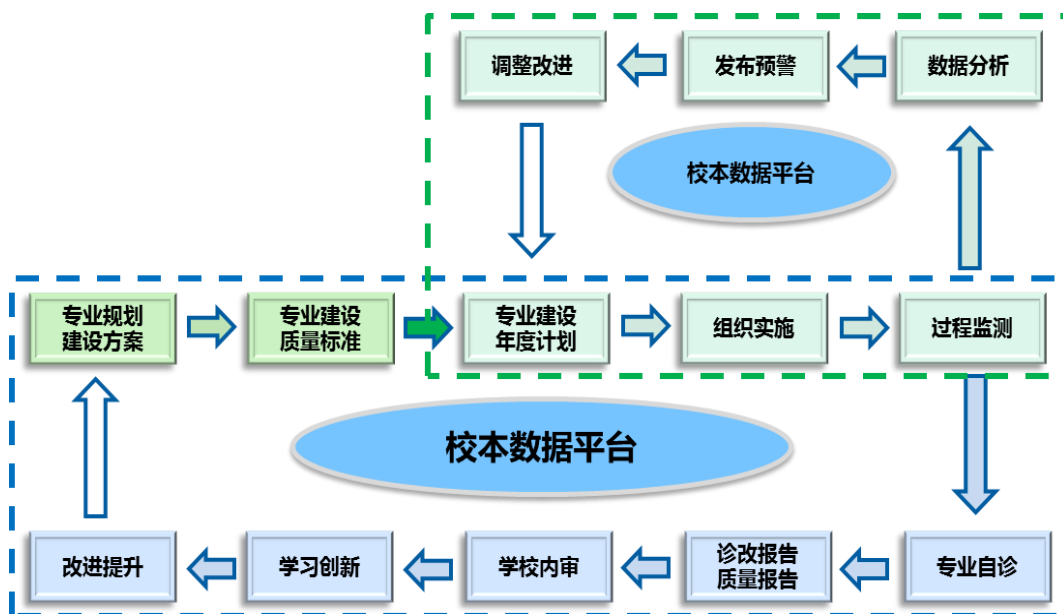 调整改进
发布预警
数据分析
校本数据平台
专业规划
建设方案
专业建设
质量标准
专业建设
年度计划
组织实施
过程监测
校本数据平台
改进提升
学习创新
学校内审
诊改报告
质量报告
专业自诊